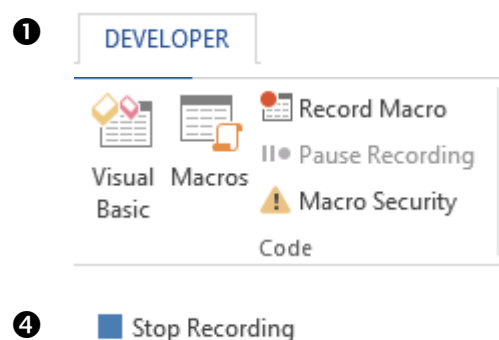 ❶ DEVELOPER
Record Macro
Pause Recording
Visual Basic
Macros
Macro Security
Code
❹ Stop Recording